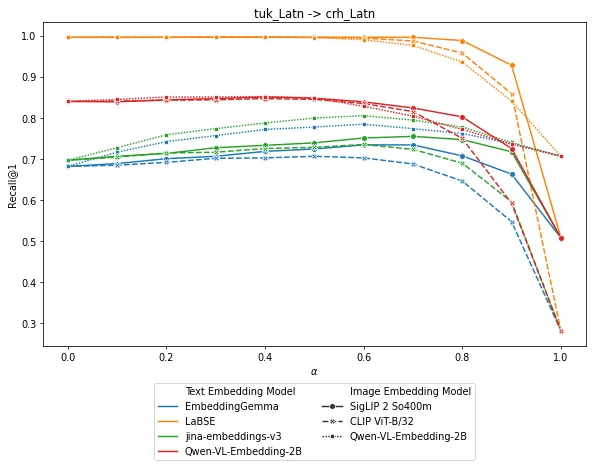 tuk_Latn -> crh_Latn
1.0
0.9
0.8
0.7
0.6
0.5
0.4
0.3
Recall@1
0.0 0.2 0.4 0.6 0.8 1.0
α
Text Embedding Model Image Embedding Model
EmbeddingGemma SigLIP 2 So400m
LaBSE CLIP ViT-B/32
jina-embeddings-v3 Qwen-VL-Embedding-2B
Qwen-VL-Embedding-2B